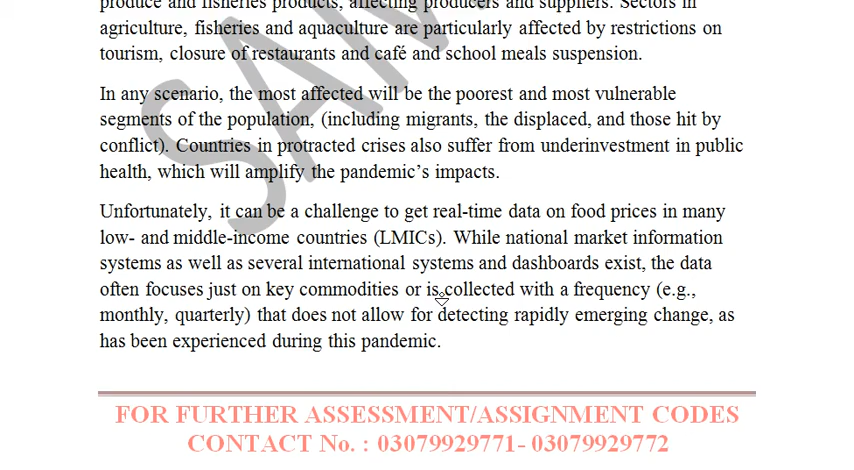 produce and fisheries products, affecting producers and suppliers. Sectors in
agriculture, fisheries and aquaculture are particularly affected by restrictions on
tourism, closure of restaurants and café and school meals suspension.
In any scenario, the most affected will be the poorest and most vulnerable
segments of the population, (including migrants, the displaced, and those hit by
conflict). Countries in protracted crises also suffer from underinvestment in public
health, which will amplify the pandemic’s impacts.
Unfortunately, it can be a challenge to get real-time data on food prices in many
low- and middle-income countries (LMICs). While national market information
systems as well as several international systems and dashboards exist, the data
often focuses just on key commodities or is collected with a frequency (e.g.,
monthly, quarterly) that does not allow for detecting rapidly emerging change, as
has been experienced during this pandemic.
FOR FURTHER ASSESSMENT/ASSIGNMENT CODES
CONTACT No. : 03079929771- 03079929772